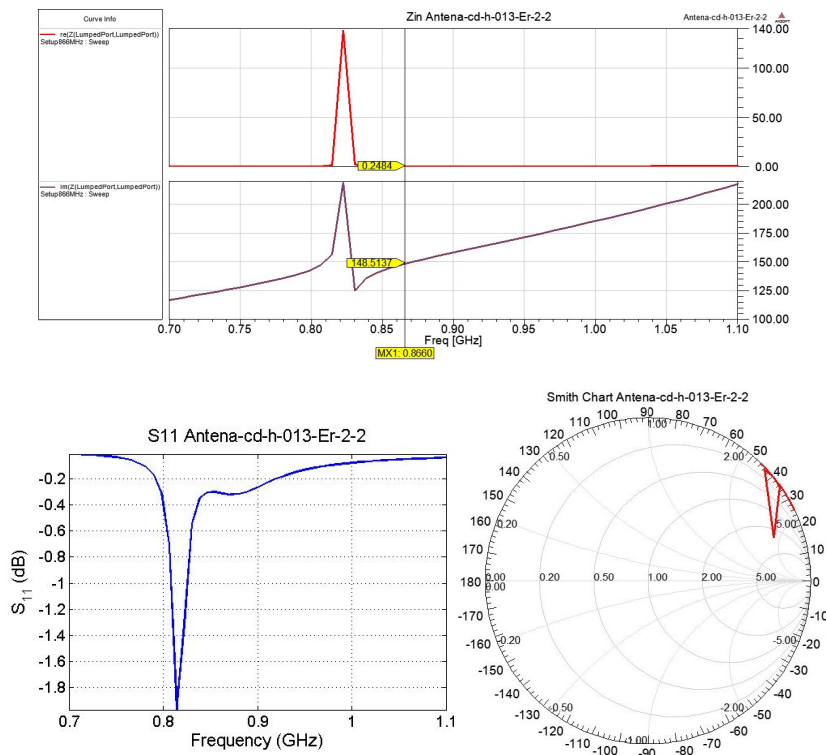 Curve Info
re(Z(LumpedPort,LumpedPort))
Setup866MHz : Sweep
im(Z(LumpedPort,LumpedPort))
Setup866MHz : Sweep
Zin Antena-cd-h-013-Er-2-2
Antena-cd-h-013-Er-2-2
ANSOFT
140.00
100.00
50.00
0.00
0.2484
200.00
175.00
150.00
125.00
100.00
148.5137
0.70 0.75 0.80 0.85 0.90 0.95 1.00 1.05 1.10
Freq [GHz]
MX1: 0.8660
S11 Antena-cd-h-013-Er-2-2
S11 (dB)
-0.2
-0.4
-0.6
-0.8
-1
-1.2
-1.4
-1.6
-1.8
0.7 0.8 0.9 1 1.1
Frequency (GHz)
Smith Chart Antena-cd-h-013-Er-2-2
90
100 80
110 70
120 60
130 50
140 40
150 30
160 20
170 10
180 0
-170 -10
-160 -20
-150 -30
-140 -40
-130 -50
-120 -60
-110 -70
-100 -80
-90
1.00
0.50 2.00
0.20 5.00
0.00 0.20 0.50 1.00 2.00 5.00
0.00
-0.20 -5.00
-0.50 -2.00
-1.00